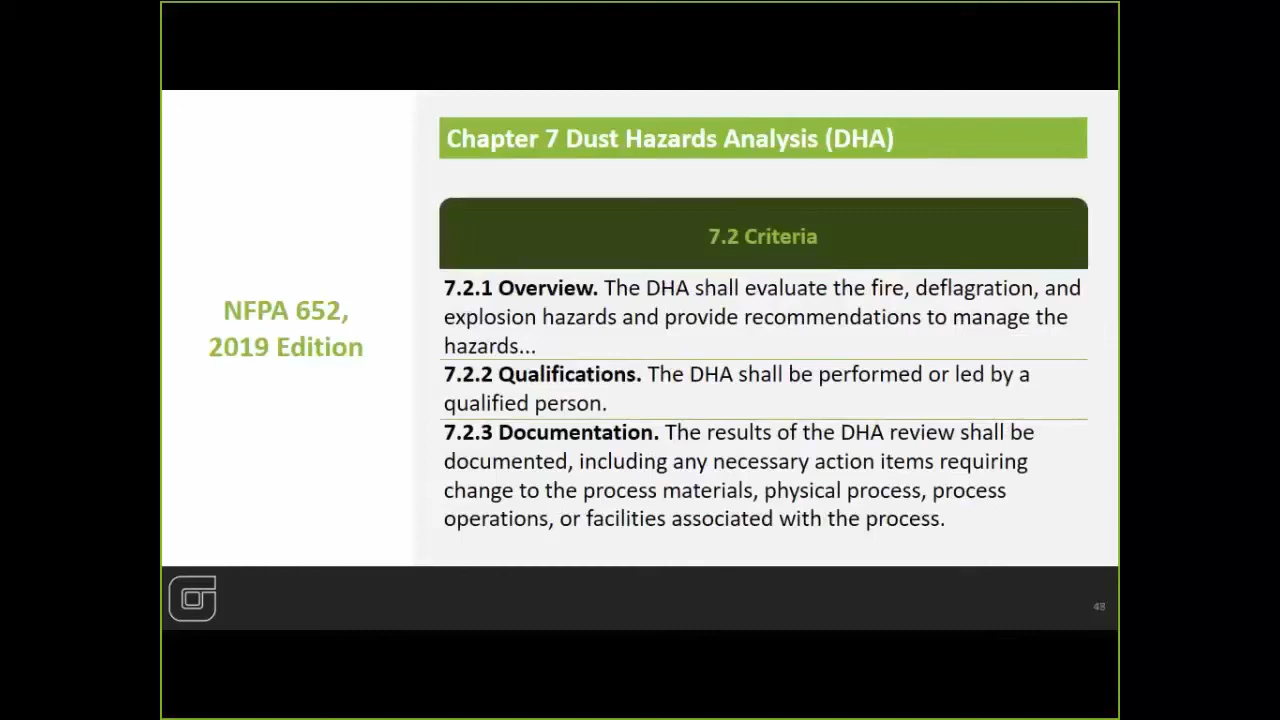 Chapter 7 Dust Hazards Analysis (DHA)
7.2 Criteria
NFPA 652,
2019 Edition
7.2.1 Overview. The DHA shall evaluate the fire, deflagration, and
explosion hazards and provide recommendations to manage the
hazards...
7.2.2 Qualifications. The DHA shall be performed or led by a
qualified person.
7.2.3 Documentation. The results of the DHA review shall be
documented, including any necessary action items requiring
change to the process materials, physical process, process
operations, or facilities associated with the process.
48